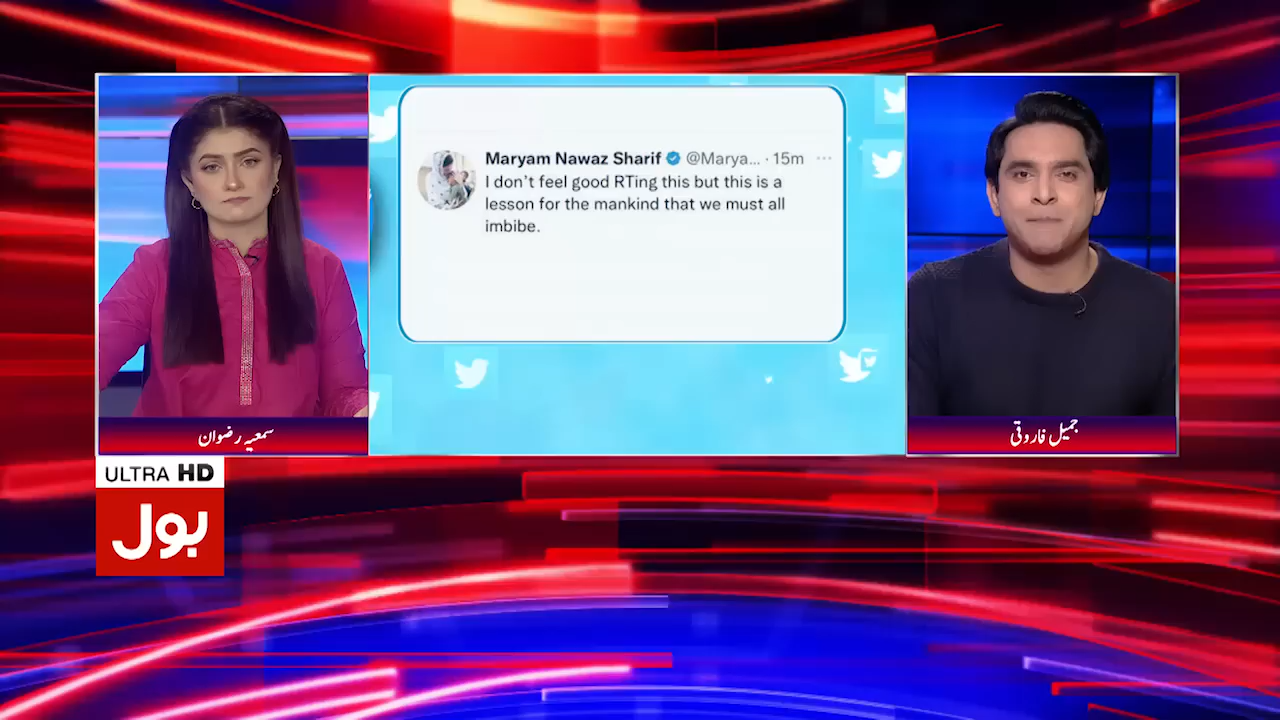 Maryam Nawaz Sharif @Marya... · 15m ...
I don't feel good RTing this but this is a
lesson for the mankind that we must all
imbibe.
سمعیہ رضوان
جمیل فاروقی
ULTRA HD
بول